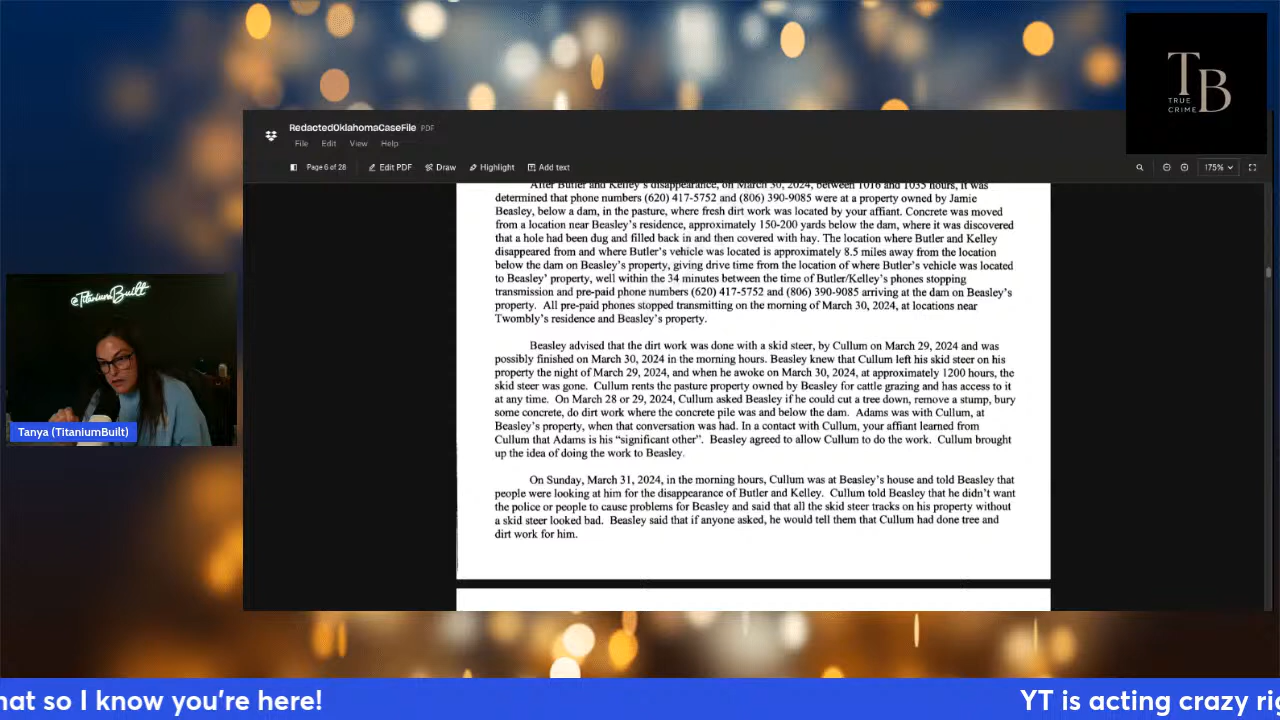 TB
TRUE
CRIME
RedactedOklahomaCaseFile PDF
File Edit View Help
Page 6 of 28 Edit PDF Draw Highlight Add text 175%
After Butler and Kelley's disappearance, on March 30, 2024, between 1016 and 1035 hours, it was
determined that phone numbers (620) 417-5752 and (806) 390-9085 were at a property owned by Jamie
Beasley, below a dam, in the pasture, where fresh dirt work was located by your affiant. Concrete was moved
from a location near Beasley's residence, approximately 150-200 yards below the dam, where it was discovered
that a hole had been dug and filled back in and then covered with hay. The location where Butler and Kelley
disappeared from and where Butler's vehicle was located is approximately 8.5 miles away from the location
below the dam on Beasley's property, giving drive time from the location of where Butler's vehicle was located
to Beasley' property, well within the 34 minutes between the time of Butler/Kelley's phones stopping
transmission and pre-paid phone numbers (620) 417-5752 and (806) 390-9085 arriving at the dam on Beasley's
property. All pre-paid phones stopped transmitting on the morning of March 30, 2024, at locations near
Twombly's residence and Beasley's property.
Beasley advised that the dirt work was done with a skid steer, by Cullum on March 29, 2024 and was
possibly finished on March 30, 2024 in the morning hours. Beasley knew that Cullum left his skid steer on his
property the night of March 29, 2024, and when he awoke on March 30, 2024, at approximately 1200 hours, the
skid steer was gone. Cullum rents the pasture property owned by Beasley for cattle grazing and has access to it
at any time. On March 28 or 29, 2024, Cullum asked Beasley if he could cut a tree down, remove a stump, bury
some concrete, do dirt work where the concrete pile was and below the dam. Adams was with Cullum, at
Beasley's property, when that conversation was had. In a contact with Cullum, your affiant learned from
Cullum that Adams is his "significant other". Beasley agreed to allow Cullum to do the work. Cullum brought
up the idea of doing the work to Beasley.
On Sunday, March 31, 2024, in the morning hours, Cullum was at Beasley's house and told Beasley that
people were looking at him for the disappearance of Butler and Kelley. Cullum told Beasley that he didn't want
the police or people to cause problems for Beasley and said that all the skid steer tracks on his property without
a skid steer looked bad. Beasley said that if anyone asked, he would tell them that Cullum had done tree and
dirt work for him.
@TitaniumBuilt
Tanya (TitaniumBuilt)
hat so I know you're here! YT is acting crazy rig